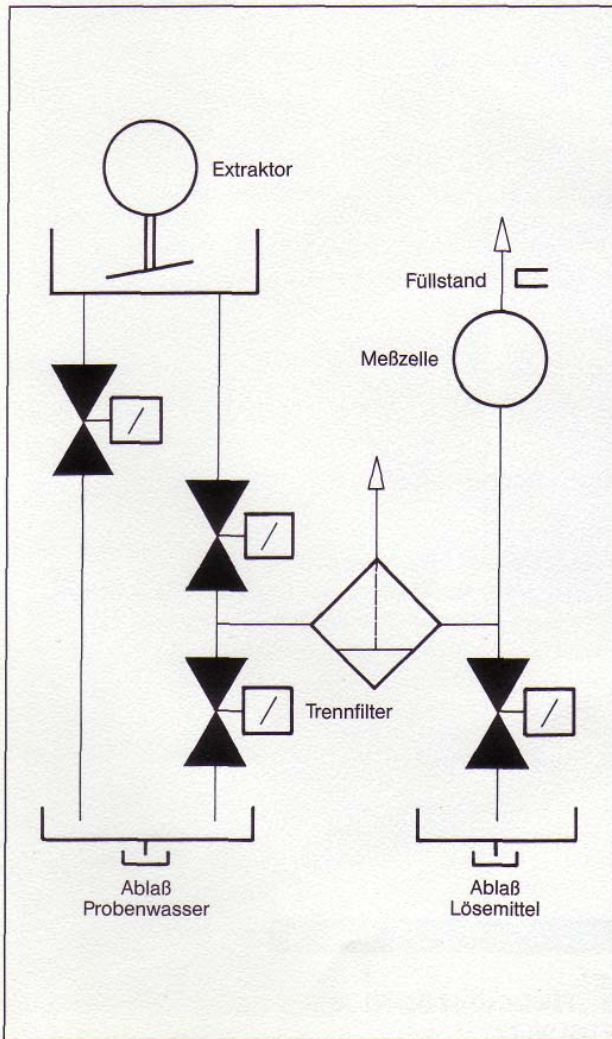 Extraktor
Füllstand
Meßzelle
Trennfilter
Ablaß
Probenwasser
Ablaß
Lösemittel